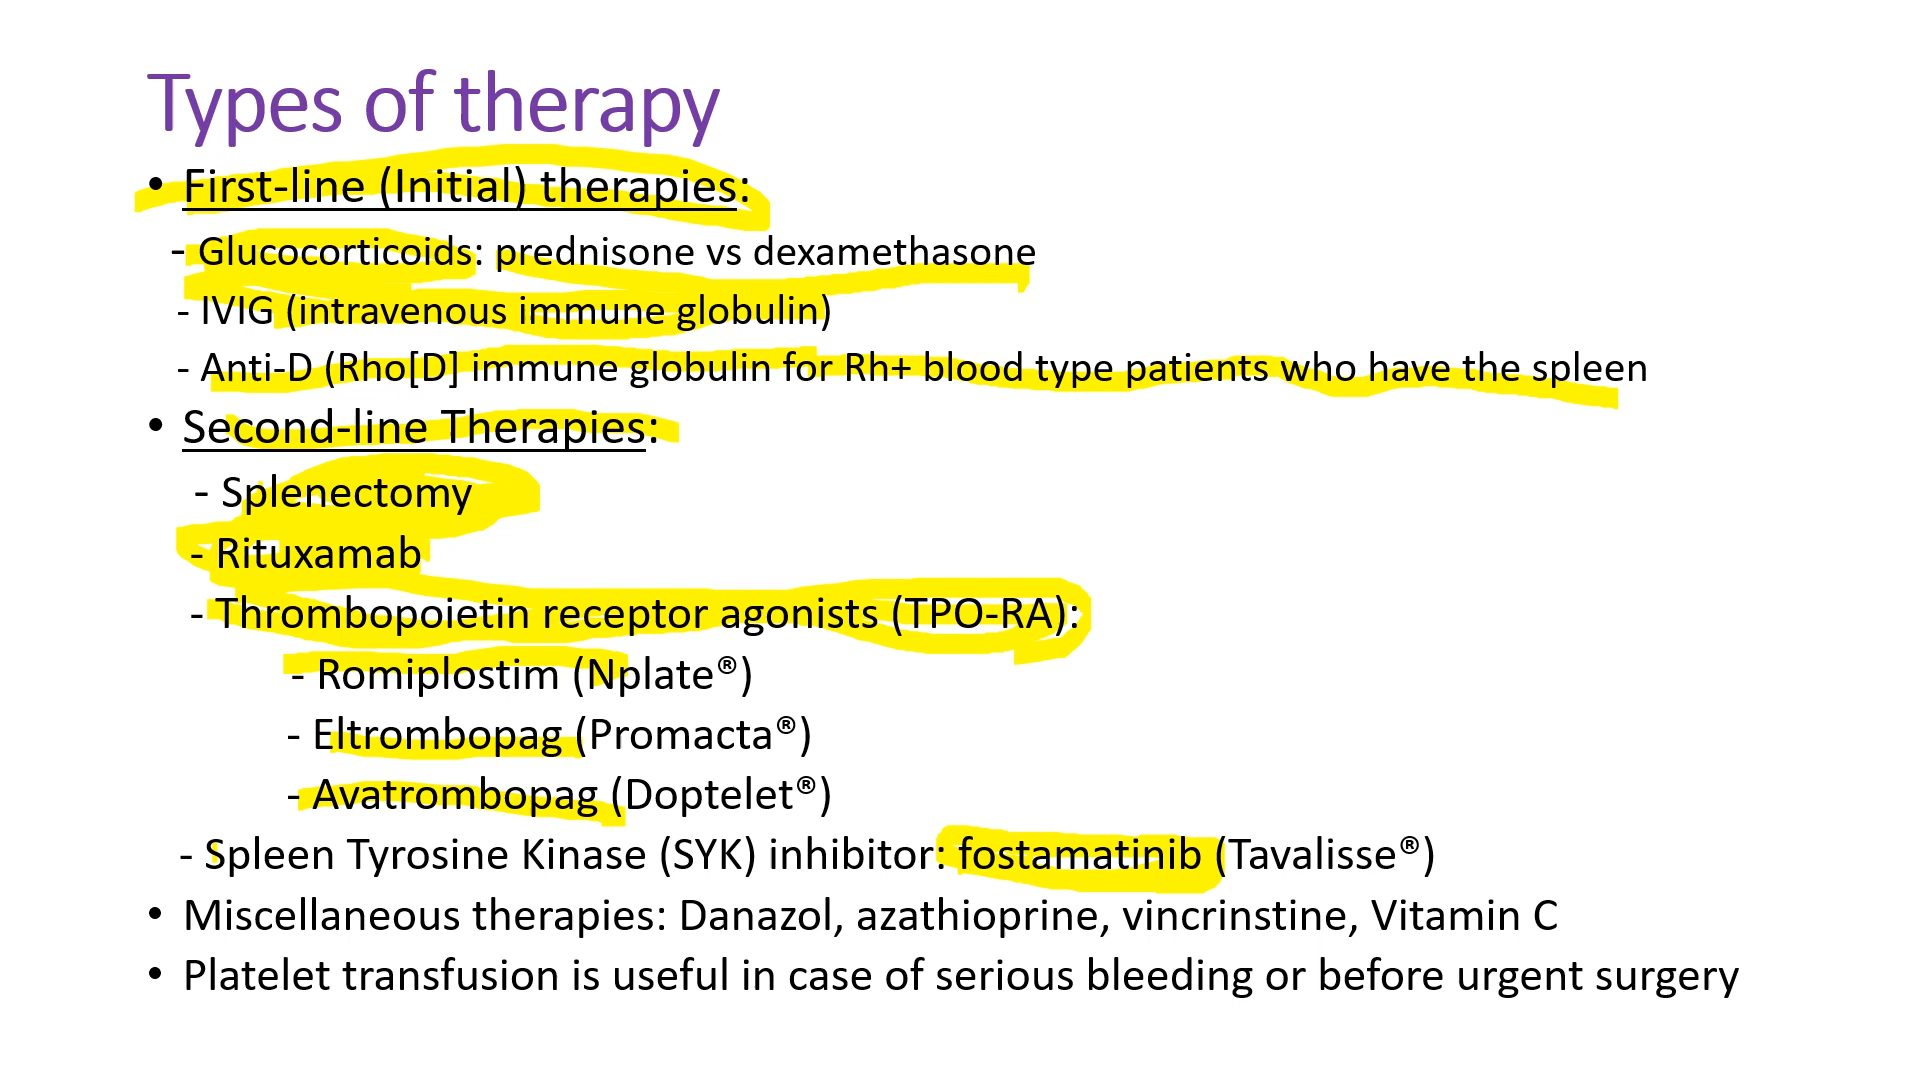 Types of therapy
• First-line (Initial) therapies:
- Glucocorticoids: prednisone vs dexamethasone
- IVIG (intravenous immune globulin)
- Anti-D (Rho[D] immune globulin for Rh+ blood type patients who have the spleen
• Second-line Therapies:
- Splenectomy
- Rituxamab
- Thrombopoietin receptor agonists (TPO-RA):
- Romiplostim (Nplate®)
- Eltrombopag (Promacta®)
- Avatrombopag (Doptelet®)
- Spleen Tyrosine Kinase (SYK) inhibitor: fostamatinib (Tavalisse®)
• Miscellaneous therapies: Danazol, azathioprine, vincrinstine, Vitamin C
• Platelet transfusion is useful in case of serious bleeding or before urgent surgery